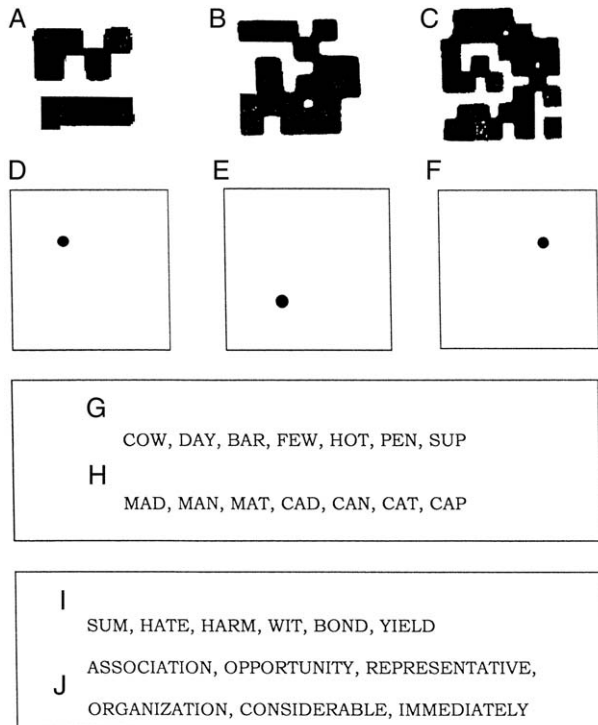 A B C
D E F
G
COW, DAY, BAR, FEW, HOT, PEN, SUP
H
MAD, MAN, MAT, CAD, CAN, CAT, CAP
I
SUM, HATE, HARM, WIT, BOND, YIELD
ASSOCIATION, OPPORTUNITY, REPRESENTATIVE,
J
ORGANIZATION, CONSIDERABLE, IMMEDIATELY